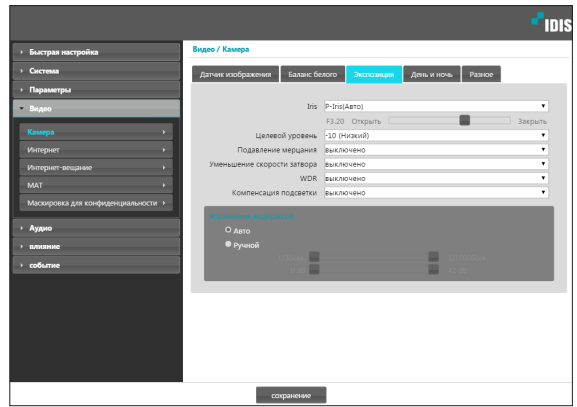 IDIS
Быстрая настройка
Система
Параметры
Видео
Камера
Интернет
Интернет-вещание
MAT
Маскировка для конфиденциальности
Аудио
влияние
событие
Видео / Камера
Датчик изображения Баланс белого Экспозиция День и ночь Разное
Iris P-Iris(Авто)
F3.20 Открыть Закрыть
Целевой уровень -10 (Низкий)
Подавление мерцания выключено
Уменьшение скорости затвора выключено
WDR выключено
Компенсация подсветки выключено
Авто
Ручной
сохранение